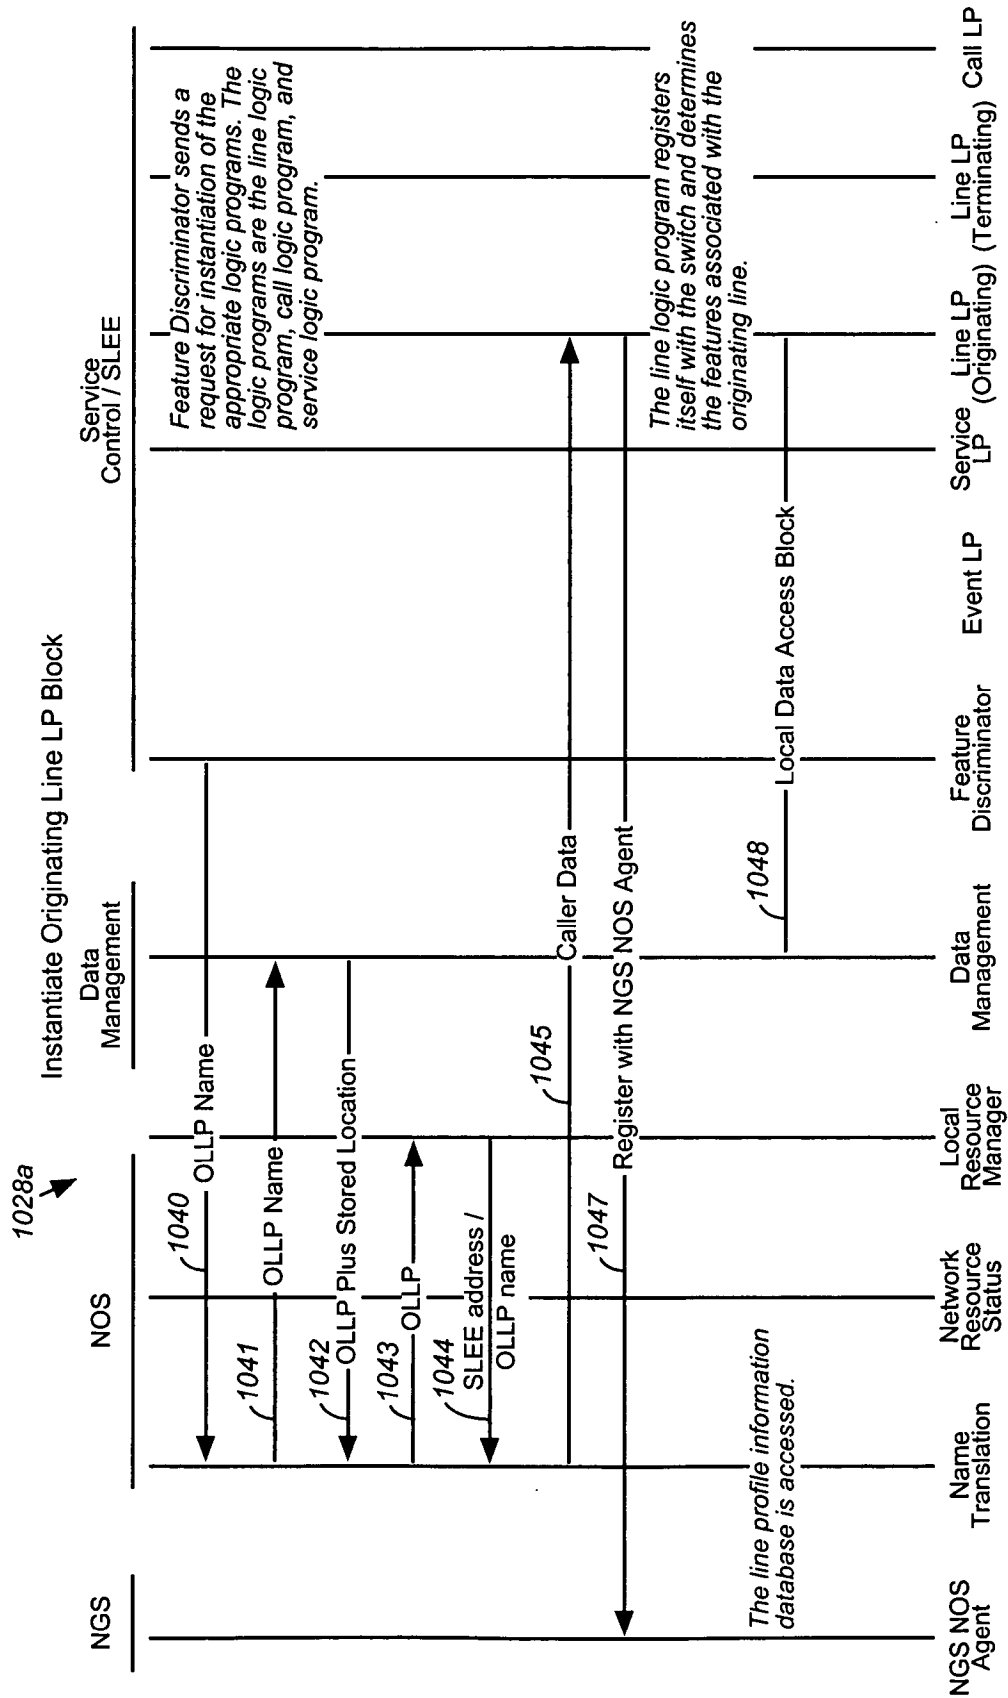 1028a
Instantiate Originating Line LP Block
NGS
NOS
Data
Management
Service
Control / SLEE
Feature Discriminator sends a
request for instantiation of the
appropriate logic programs. The
logic programs are the line logic
program, call logic program, and
service logic program.
1040
OLLP Name
1041
OLLP Name
1042
OLLP Plus Stored Location
1043
OLLP
1044
SLEE address /
OLLP name
1045
Caller Data
1047
Register with NGS NOS Agent
The line logic program registers
itself with the switch and determines
the features associated with the
originating line.
The line profile information
database is accessed.
1048
Local Data Access Block
NGS NOS
Agent
Name
Translation
Network
Resource
Status
Local
Resource
Manager
Data
Management
Feature
Discriminator
Event LP
Service
LP
Line LP
(Originating)
Line LP
(Terminating)
Call LP